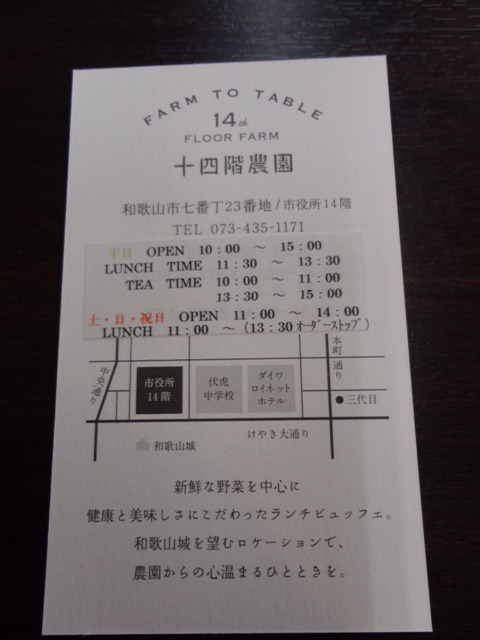 FARM TO TABLE
14th
FLOOR FARM
十四階農園
和歌山市七番丁23番地/市役所14階
TEL 073-435-1171
平日 OPEN 10:00 ～ 15:00
LUNCH TIME 11:30 ～ 13:30
TEA TIME 10:00 ～ 11:00
13:30 ～ 15:00
土・日・祝日 OPEN 11:00 ～ 14:00
LUNCH 11:00 ～ (13:30オーダーストップ)
中央通り
市役所
14階
伏虎
中学校
ダイワ
ロイネット
ホテル
本町通り
●三代目
和歌山城
けやき大通り
新鮮な野菜を中心に
健康と美味しさにこだわったランチビュッフェ。
和歌山城を望むロケーションで、
農園からの心温まるひとときを。